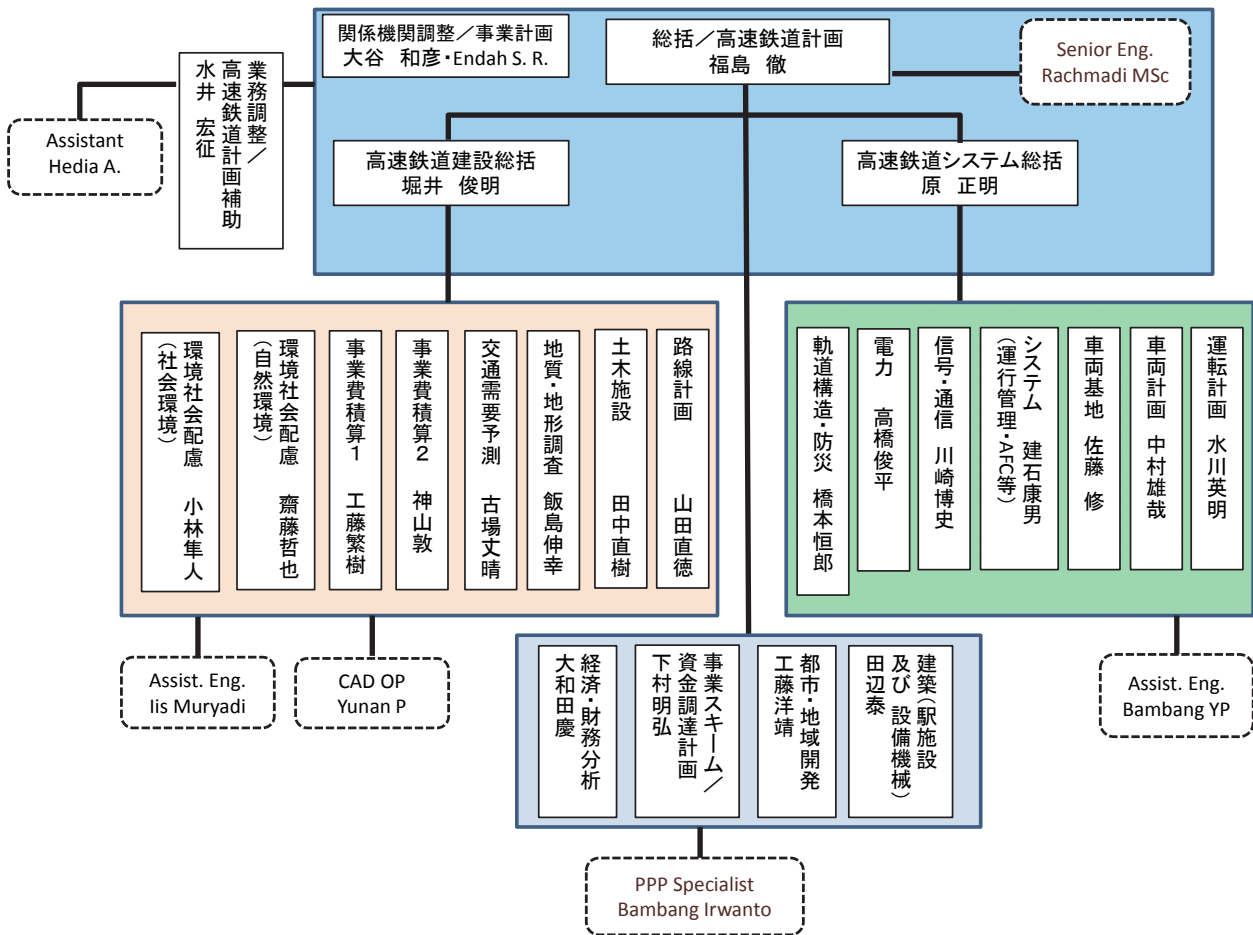 関係機関調整／事業計画
大谷 和彦・Endah S. R.
総括／高速鉄道計画
福島 徹
Senior Eng.
Rachmadi MSc
業務調整／
高速鉄道計画補助
水井 宏征
Assistant
Hedia A.
高速鉄道建設総括
堀井 俊明
高速鉄道システム総括
原 正明
環境社会配慮 小林隼人
（社会環境）
環境社会配慮 齋藤哲也
（自然環境）
事業費積算１ 工藤繁樹
事業費積算２ 神山敦
交通需要予測 古場丈晴
地質・地形調査 飯島伸幸
土木施設 田中直樹
路線計画 山田直徳
軌道構造・防災 橋本恒郎
電力 高橋俊平
信号・通信 川崎博史
システム 建石康男
（運行管理・AFC等）
車両基地 佐藤 修
車両計画 中村雄哉
運転計画 水川英明
Assist. Eng.
Iis Muryadi
CAD OP
Yunan P
Assist. Eng.
Bambang YP
経済・財務分析
大和田慶
事業スキーム／
資金調達計画
下村明弘
都市・地域開発
工藤洋靖
建築（駅施設
及び 設備機械）
田辺泰
PPP Specialist
Bambang Irwanto